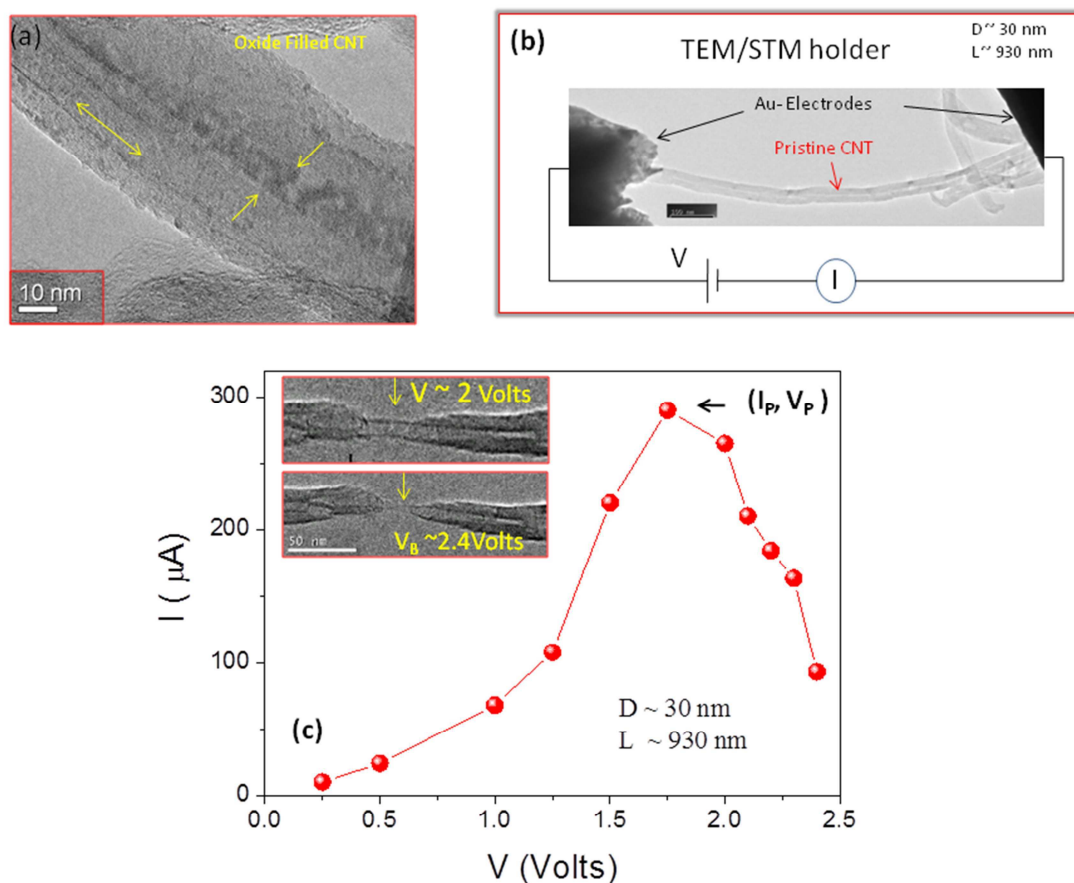 (a)
Oxide Filled CNT
10 nm
(b)
TEM/STM holder
D~ 30 nm
L~ 930 nm
Au-Electrodes
Pristine CNT
100 nm
V
I
300
200
100
0
I ( μA)
V ~ 2 Volts
V_B ~2.4Volts
50 nm
(I_P, V_P )
(c)
D ~ 30 nm
L ~ 930 nm
0.0 0.5 1.0 1.5 2.0 2.5
V (Volts)